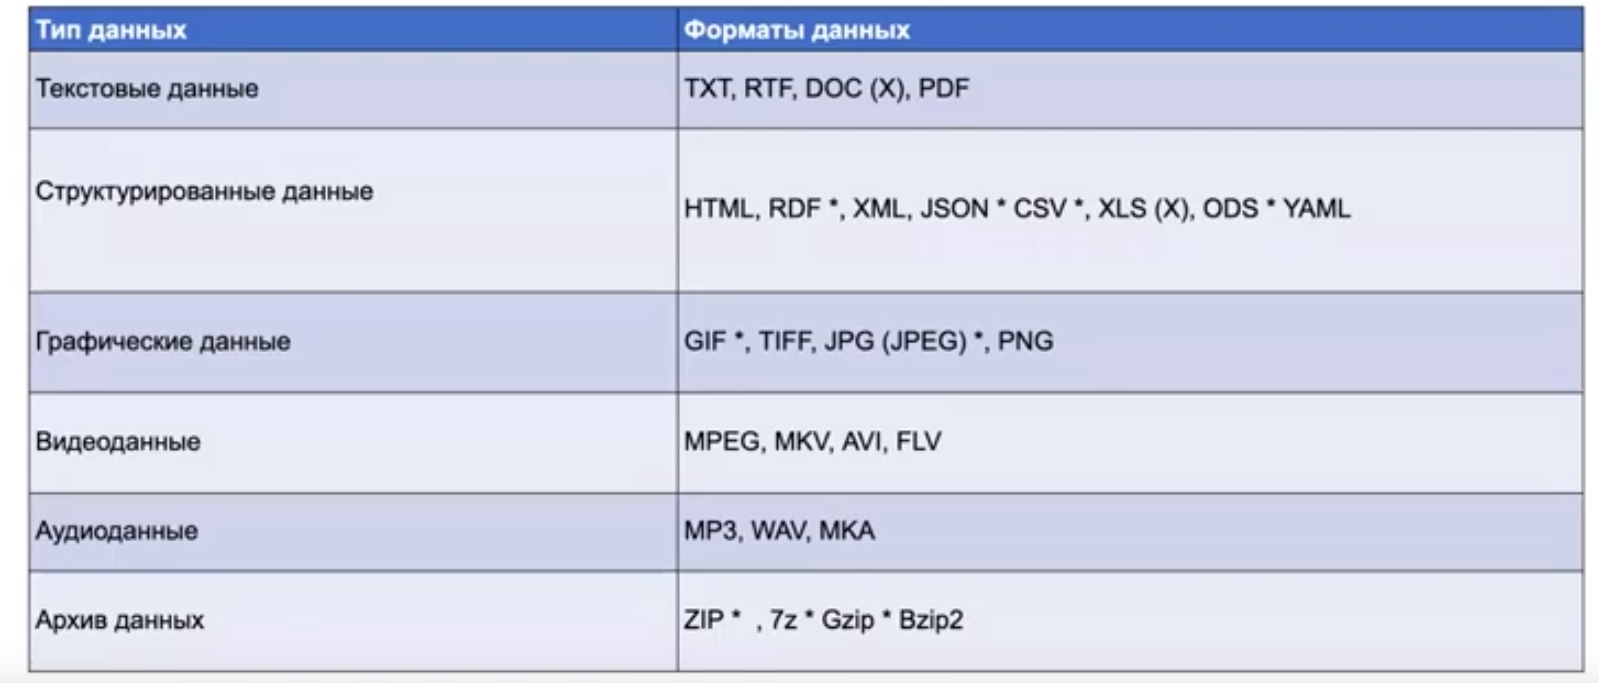 Тип данных Форматы данных
Текстовые данные TXT, RTF, DOC (X), PDF
Структурированные данные HTML, RDF *, XML, JSON * CSV *, XLS (X), ODS * YAML
Графические данные GIF *, TIFF, JPG (JPEG) *, PNG
Видеоданные MPEG, MKV, AVI, FLV
Аудиоданные MP3, WAV, MKA
Архив данных ZIP * , 7z * Gzip * Bzip2